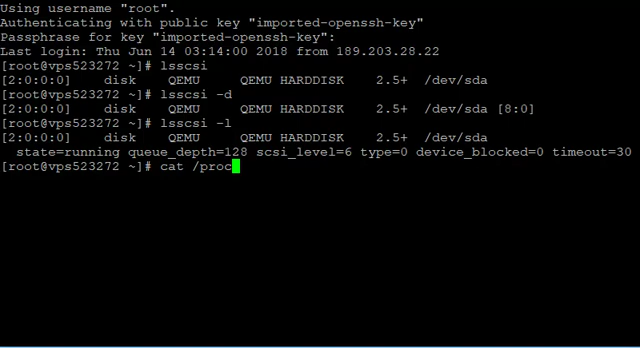 Using username "root".
Authenticating with public key "imported-openssh-key"
Passphrase for key "imported-openssh-key":
Last login: Thu Jun 14 03:14:00 2018 from 189.203.28.22
[root@vps523272 ~]# lsscsi
[2:0:0:0]    disk    QEMU     QEMU HARDDISK    2.5+  /dev/sda
[root@vps523272 ~]# lsscsi -d
[2:0:0:0]    disk    QEMU     QEMU HARDDISK    2.5+  /dev/sda [8:0]
[root@vps523272 ~]# lsscsi -l
[2:0:0:0]    disk    QEMU     QEMU HARDDISK    2.5+  /dev/sda
  state=running queue_depth=128 scsi_level=6 type=0 device_blocked=0 timeout=30
[root@vps523272 ~]# cat /proc